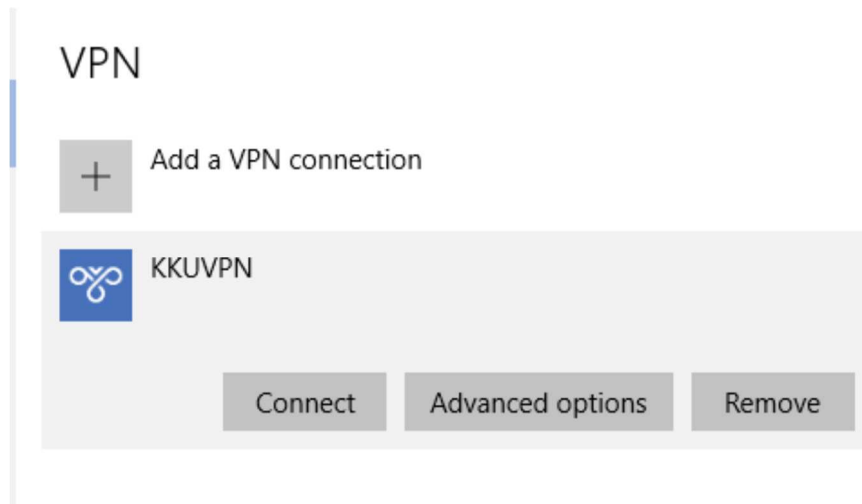 VPN
Add a VPN connection
KKUVPN
Connect Advanced options Remove